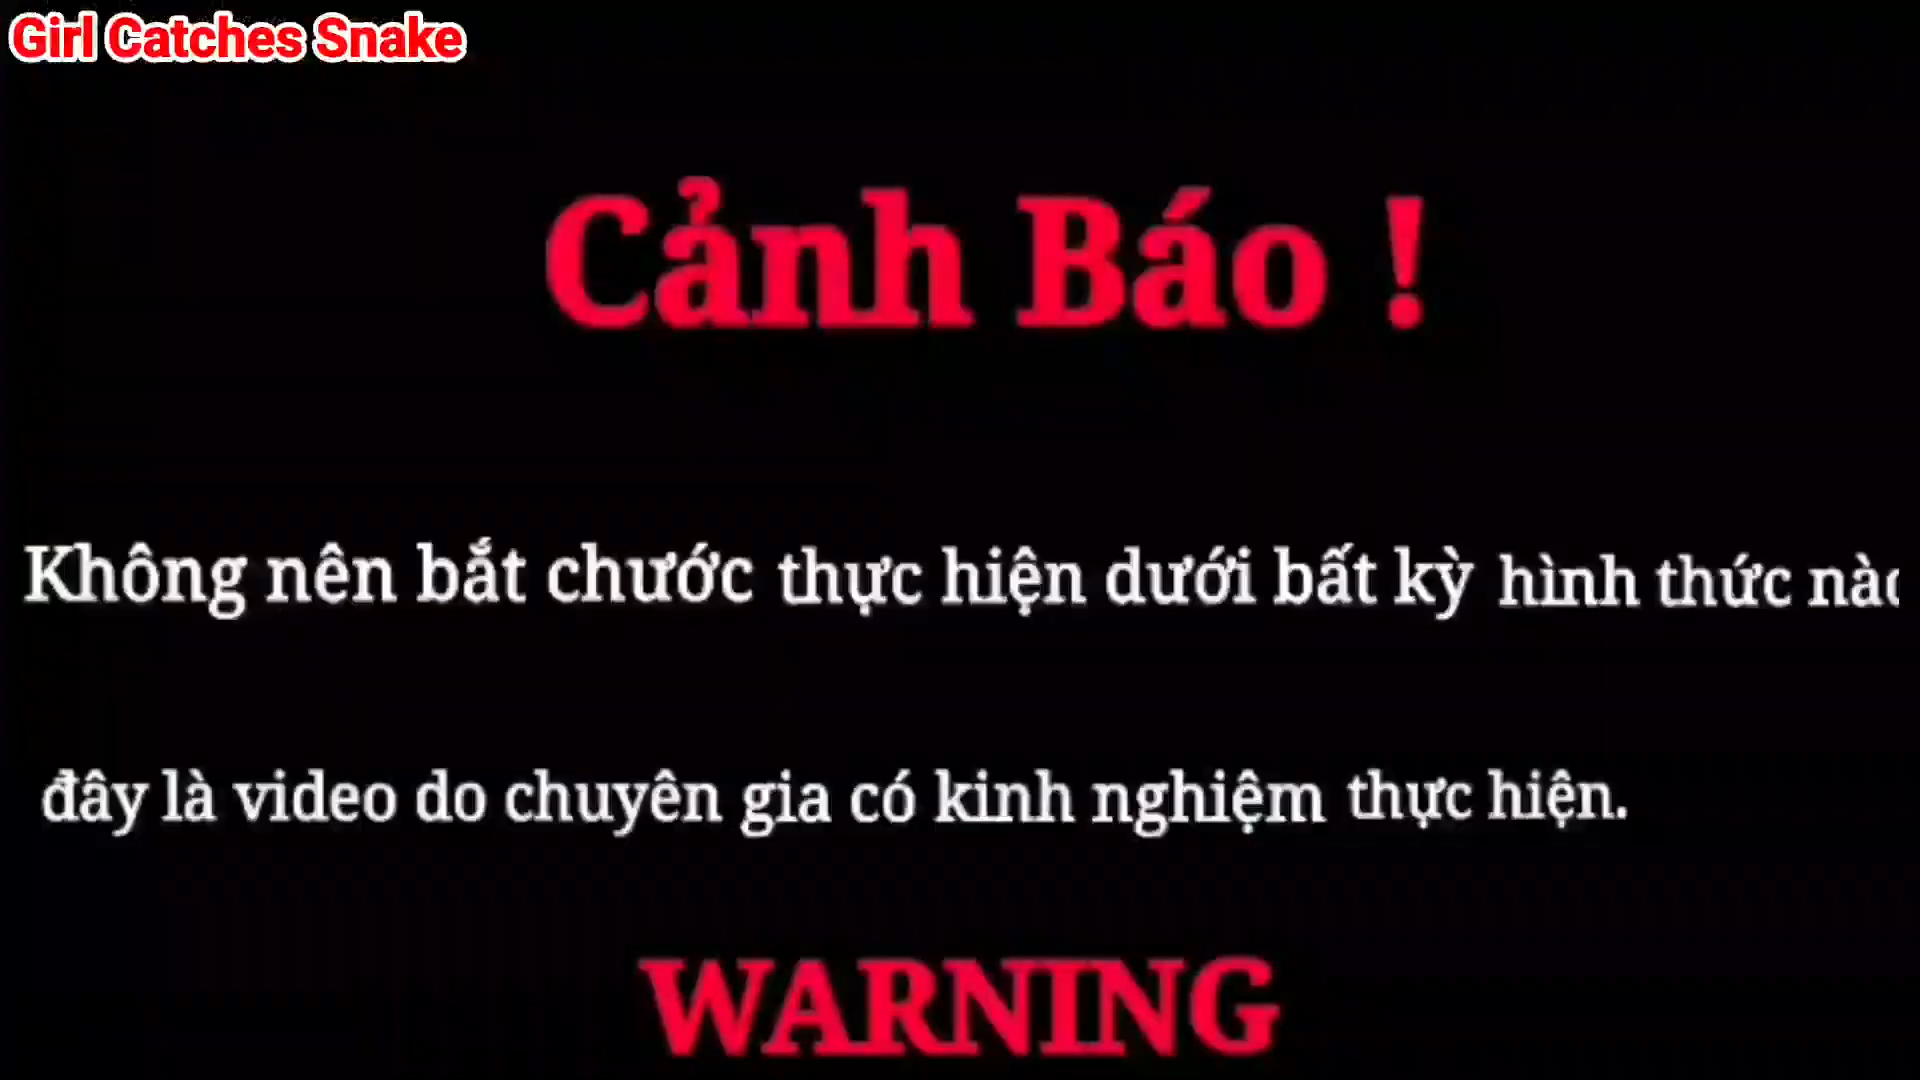 Girl Catches Snake
Cảnh Báo !
Không nên bắt chước thực hiện dưới bất kỳ hình thức nào
đây là video do chuyên gia có kinh nghiệm thực hiện.
WARNING